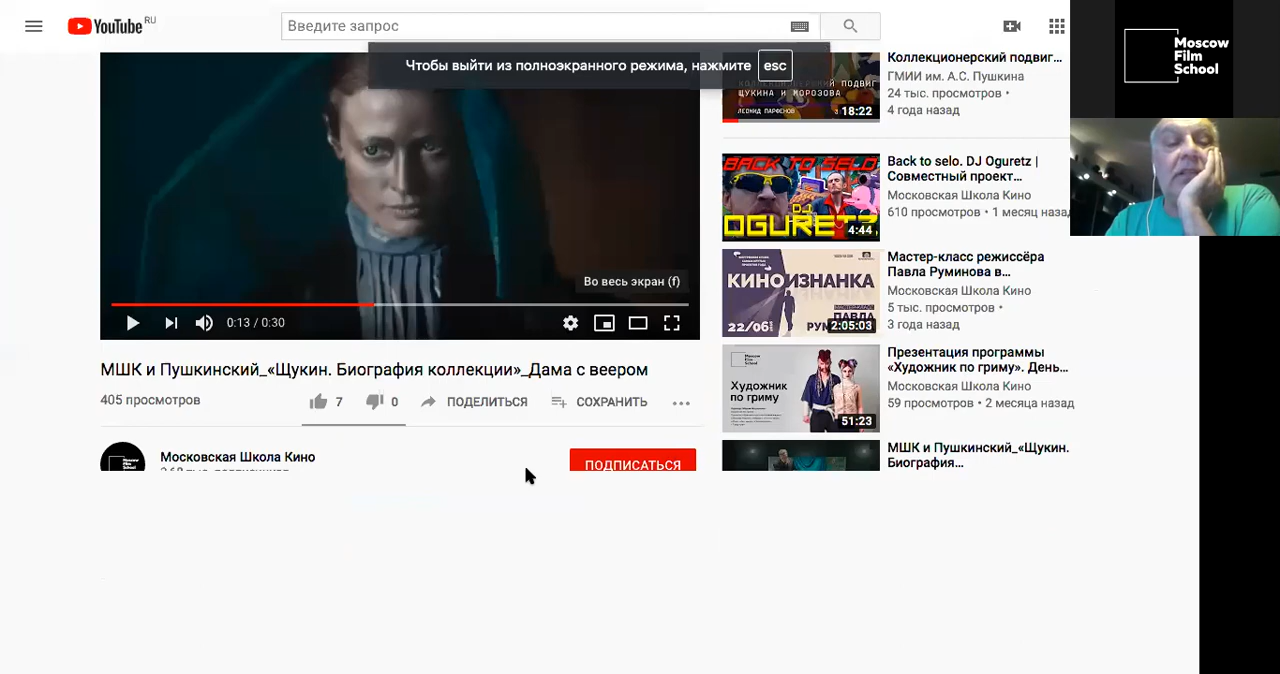 YouTube RU
Введите запрос
Чтобы выйти из полноэкранного режима, нажмите esc
Moscow
Film
School
Во весь экран (f)
0:13 / 0:30
МШК и Пушкинский_«Щукин. Биография коллекции»_Дама с веером
405 просмотров
7
0
ПОДЕЛИТЬСЯ
СОХРАНИТЬ
Московская Школа Кино
ПОДПИСАТЬСЯ
ЩУКИНА И МОРОЗОВА
18:22
Коллекционерский подвиг...
ГМИИ им. А.С. Пушкина
24 тыс. просмотров •
4 года назад
BACK TO SELO
DJ
OGURETZ
4:44
Back to selo. DJ Oguretz |
Совместный проект...
Московская Школа Кино
610 просмотров • 1 месяц назад
КИНОИЗНАНКА
22/06
2:05:03
Мастер-класс режиссёра
Павла Руминова в...
Московская Школа Кино
5 тыс. просмотров •
3 года назад
Художник
по гриму
51:23
Презентация программы
«Художник по гриму». День...
Московская Школа Кино
59 просмотров • 2 месяца назад
МШК и Пушкинский_«Щукин.
Биография...